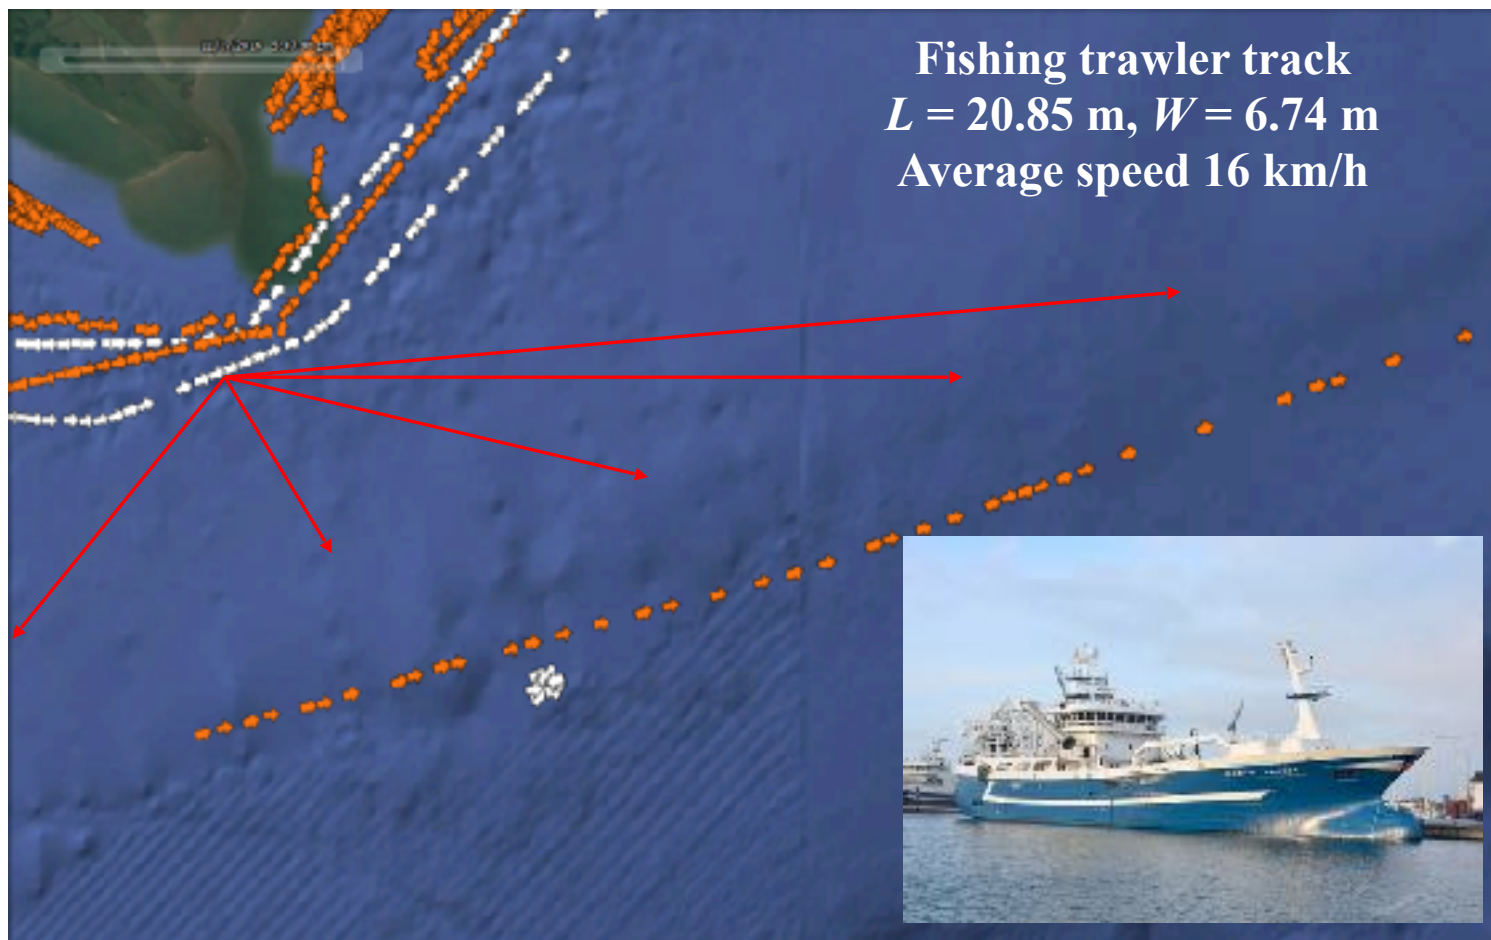 Fishing trawler track
L = 20.85 m, W = 6.74 m
Average speed 16 km/h